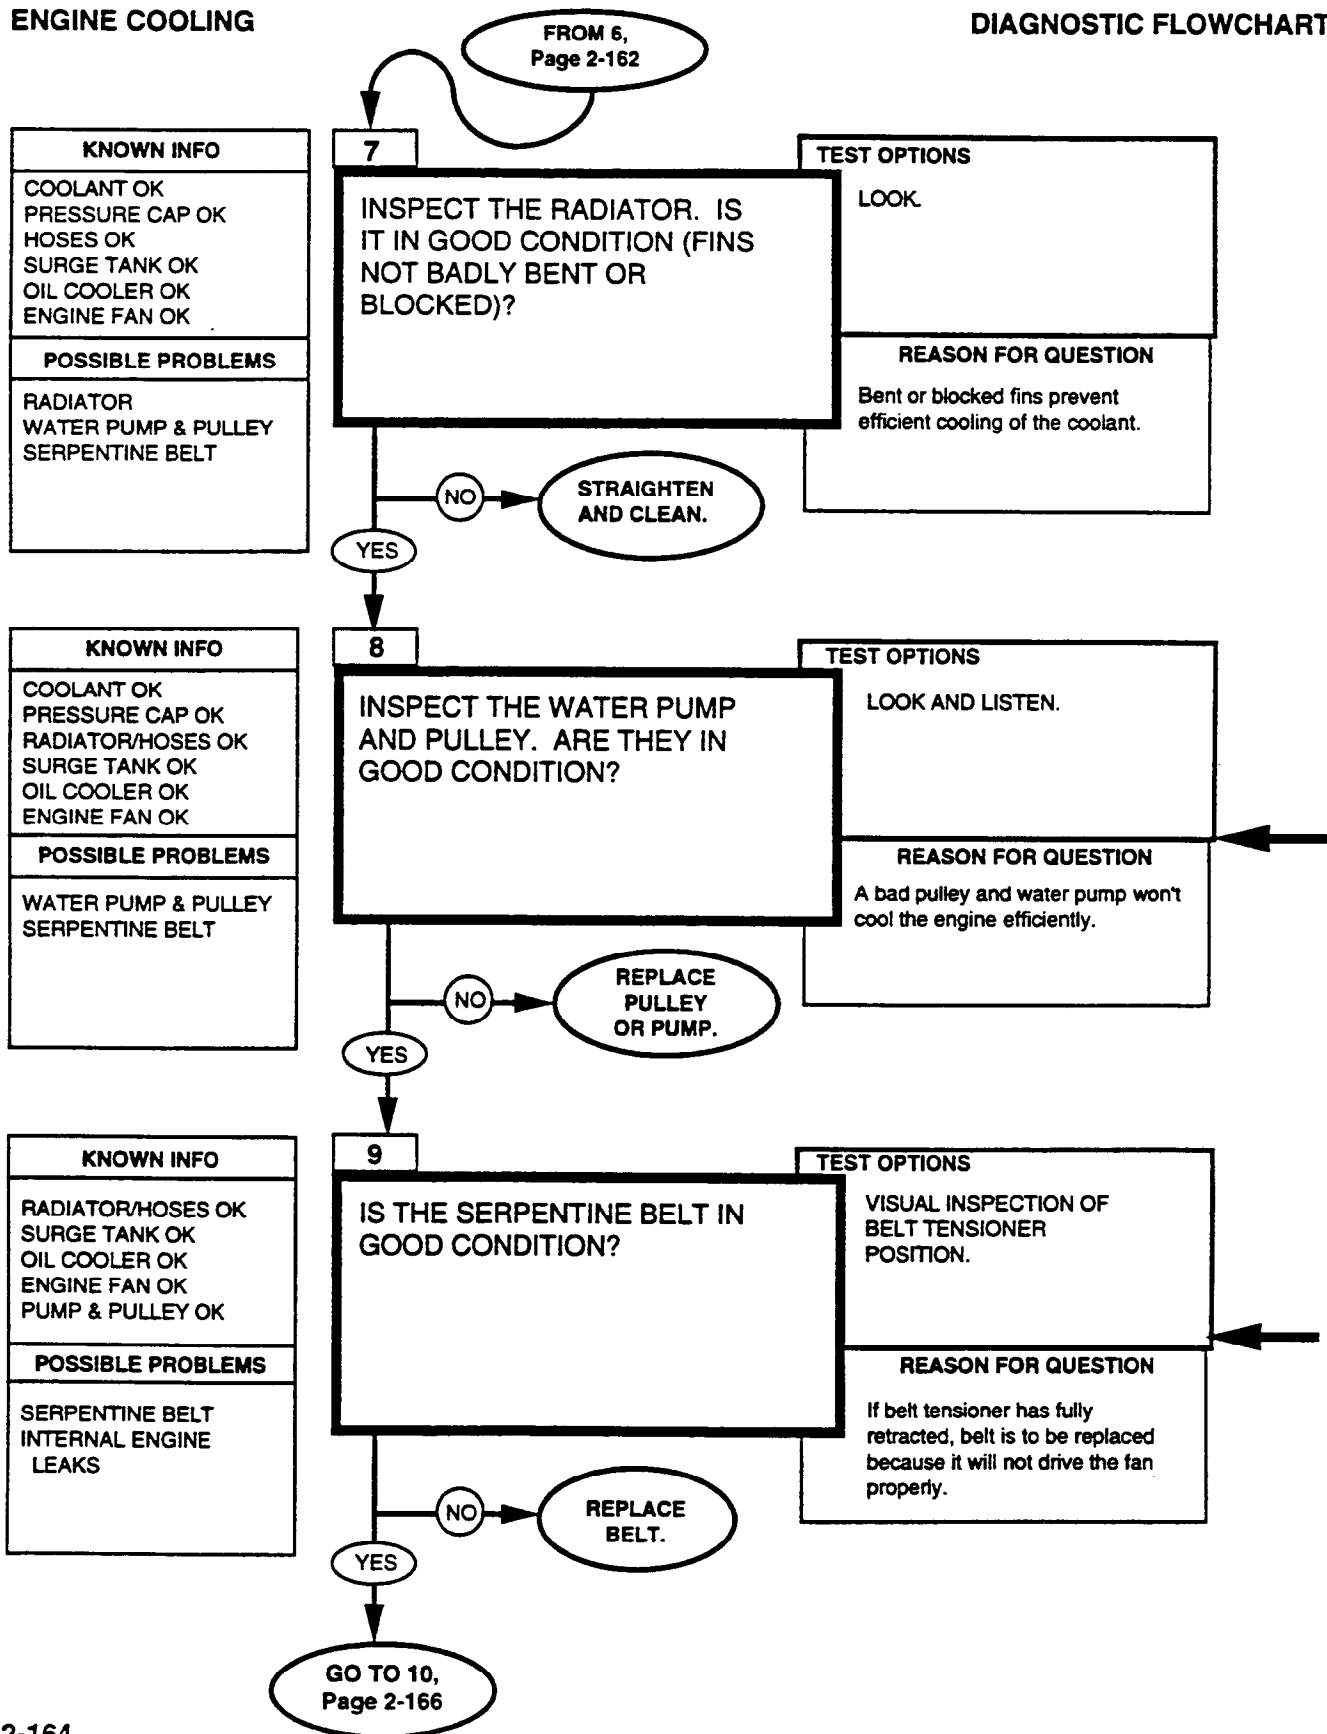 ENGINE COOLING
DIAGNOSTIC FLOWCHART
FROM 6,
Page 2-162
KNOWN INFO
COOLANT OK
PRESSURE CAP OK
HOSES OK
SURGE TANK OK
OIL COOLER OK
ENGINE FAN OK
POSSIBLE PROBLEMS
RADIATOR
WATER PUMP & PULLEY
SERPENTINE BELT
7
INSPECT THE RADIATOR. IS
IT IN GOOD CONDITION (FINS
NOT BADLY BENT OR
BLOCKED)?
TEST OPTIONS
LOOK.
REASON FOR QUESTION
Bent or blocked fins prevent
efficient cooling of the coolant.
NO
STRAIGHTEN
AND CLEAN.
YES
KNOWN INFO
COOLANT OK
PRESSURE CAP OK
RADIATOR/HOSES OK
SURGE TANK OK
OIL COOLER OK
ENGINE FAN OK
POSSIBLE PROBLEMS
WATER PUMP & PULLEY
SERPENTINE BELT
8
INSPECT THE WATER PUMP
AND PULLEY. ARE THEY IN
GOOD CONDITION?
TEST OPTIONS
LOOK AND LISTEN.
REASON FOR QUESTION
A bad pulley and water pump won't
cool the engine efficiently.
NO
REPLACE
PULLEY
OR PUMP.
YES
KNOWN INFO
RADIATOR/HOSES OK
SURGE TANK OK
OIL COOLER OK
ENGINE FAN OK
PUMP & PULLEY OK
POSSIBLE PROBLEMS
SERPENTINE BELT
INTERNAL ENGINE
LEAKS
9
IS THE SERPENTINE BELT IN
GOOD CONDITION?
TEST OPTIONS
VISUAL INSPECTION OF
BELT TENSIONER
POSITION.
REASON FOR QUESTION
If belt tensioner has fully
retracted, belt is to be replaced
because it will not drive the fan
properly.
NO
REPLACE
BELT.
YES
GO TO 10,
Page 2-166
2-164